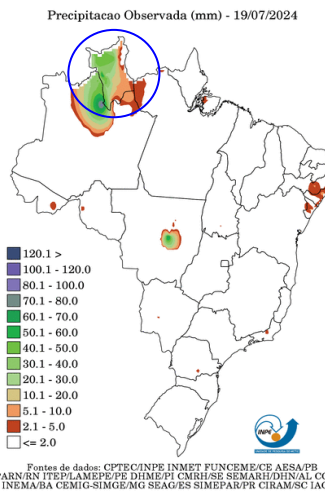 Precipitacao Observada (mm) - 19/07/2024
120.1 >
100.1 - 120.0
80.1 - 100.0
70.1 - 80.0
60.1 - 70.0
50.1 - 60.0
40.1 - 50.0
30.1 - 40.0
20.1 - 30.0
10.1 - 20.0
5.1 - 10.0
2.1 - 5.0
<= 2.0
INPE
Fontes de dados: CPTEC/INPE INMET FUNCEME/CE AESA/PB
PARN/RN ITEP/LAMEPE/PE DHME/PI CMRH/SE SEMARH/DHN/AL CO
INEMA/BA CEMIG-SIMGE/MG SEAG/ES SIMEPAR/PR CIRAM/SC IAC